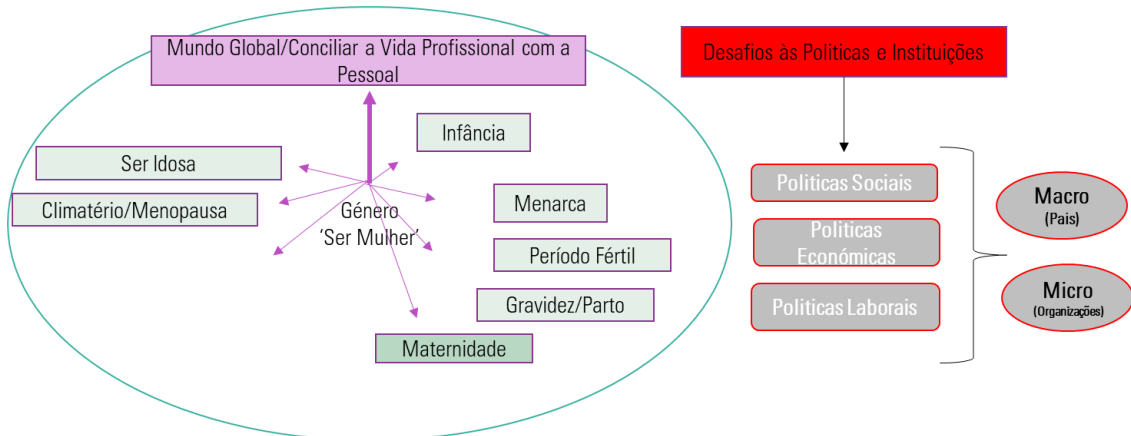 Mundo Global/Conciliar a Vida Profissional com a
Pessoal
Infância
Ser Idosa
Climatério/Menopausa
Género
‘Ser Mulher’
Menarca
Período Fértil
Gravidez/Parto
Maternidade
Desafios às Politicas e Instituições
Politicas Sociais
Politicas
Económicas
Politicas Laborais
Macro
(Pais)
Micro
(Organizações)